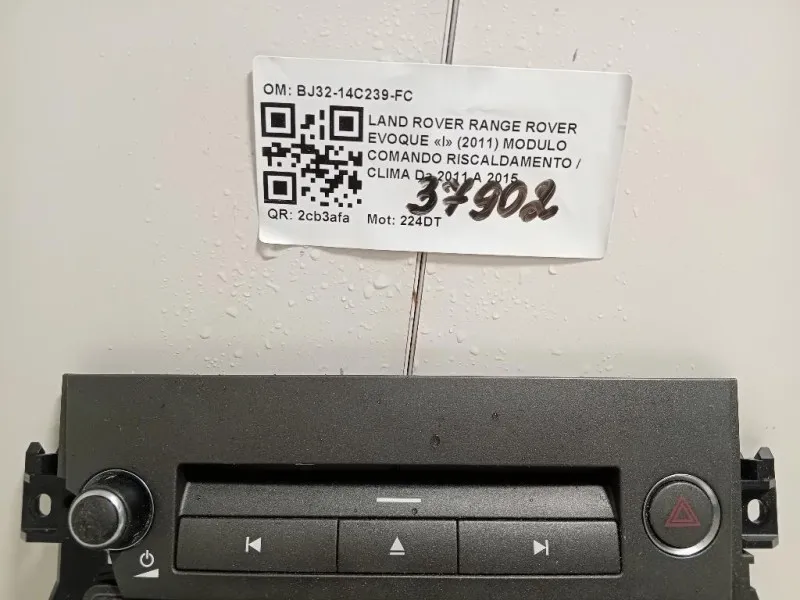 OM: BJ32-14C239-FC
LAND ROVER RANGE ROVER
EVOQUE «I» (2011) MODULO
COMANDO RISCALDAMENTO /
CLIMA Da 2011 A 2015
37902
QR: 2cb3afa Mot: 224DT